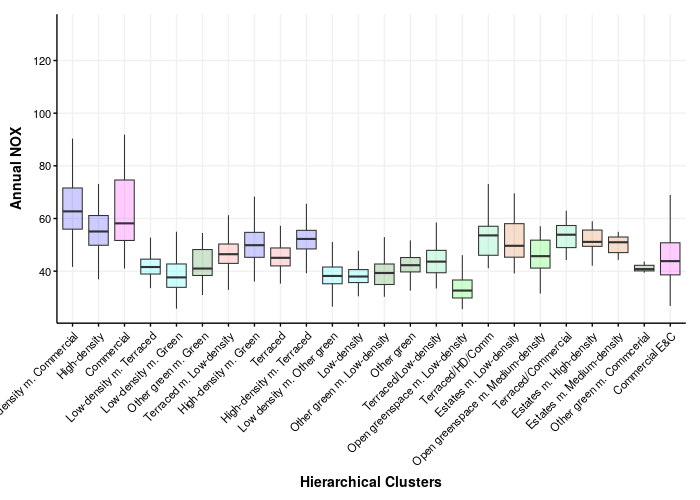 Annual NOX
120
100
80
60
40
density m. Commercial
High-density
Commercial
Low-density m. Terraced
Low-density m. Green
Other green m. Green
Terraced m. Low-density
High-density m. Green
Terraced
High-density m. Terraced
Low density m. Other green
Low-density
Other green m. Low-density
Other green
Terraced/Low-density
Open greenspace m. Low-density
Terraced/HD/Comm
Estates m. Low-density
Open greenspace m. Medium-density
Terraced/Commercial
Estates m. High-density
Estates m. Medium-density
Other green m. Commcerial
Commercial E&C
Hierarchical Clusters